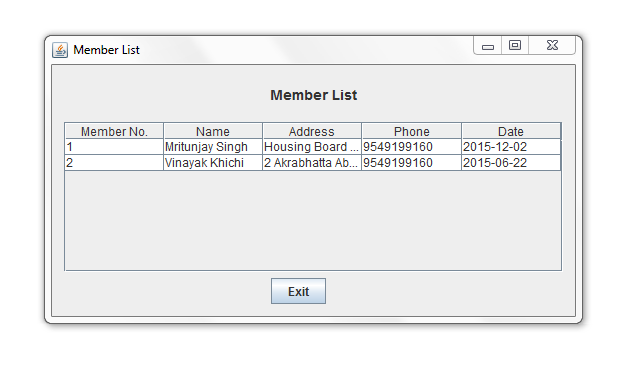 Member List
Member List
Member No. Name Address Phone Date
1 Mritunjay Singh Housing Board ... 9549199160 2015-12-02
2 Vinayak Khichi 2 Akrabhatta Ab... 9549199160 2015-06-22
Exit